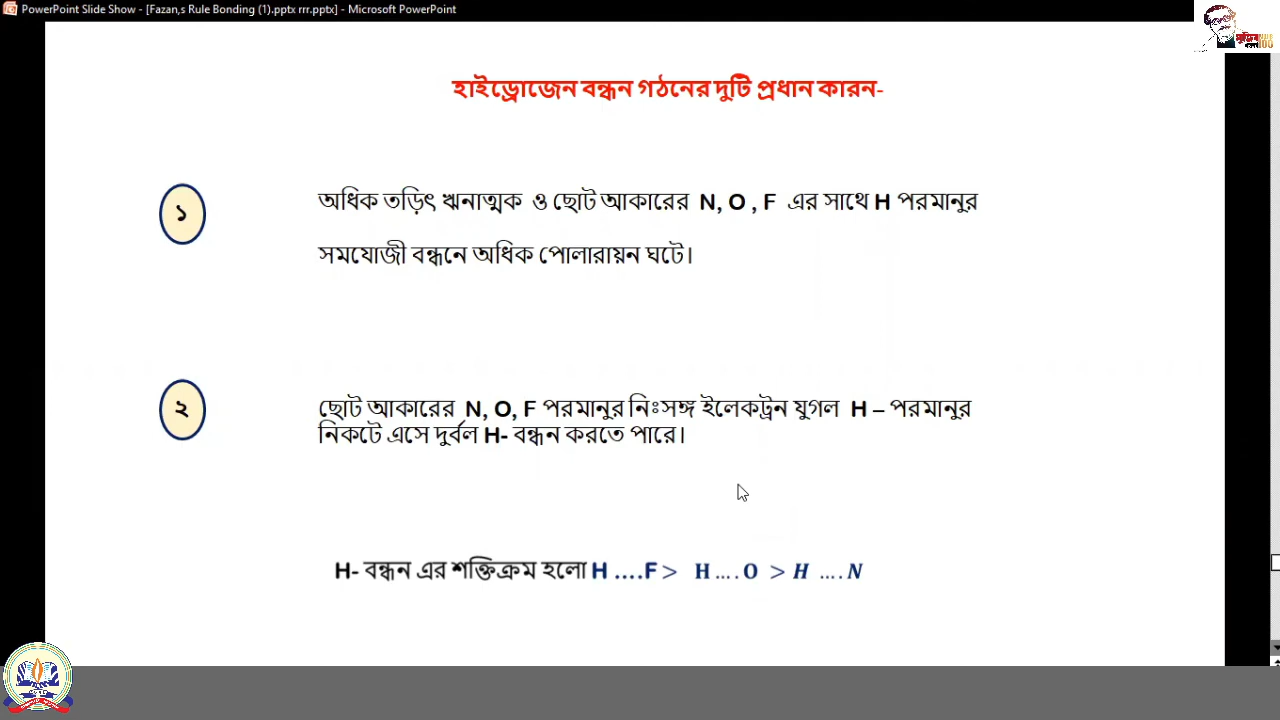 PowerPoint Slide Show - [Fazan,s Rule Bonding (1).pptx rrr.pptx] - Microsoft PowerPoint
হাইড্রোজেন বন্ধন গঠনের দুটি প্রধান কারন-
১
অধিক তড়িৎ ঋনাত্মক ও ছোট আকারের N, O , F এর সাথে H পরমানুর
সমযোজী বন্ধনে অধিক পোলারায়ন ঘটে।
২
ছোট আকারের N, O, F পরমানুর নিঃসঙ্গ ইলেকট্রন যুগল H – পরমানুর
নিকটে এসে দুর্বল H- বন্ধন করতে পারে।
H- বন্ধন এর শক্তিক্রম হলো H ....F > H .... O > H .... N